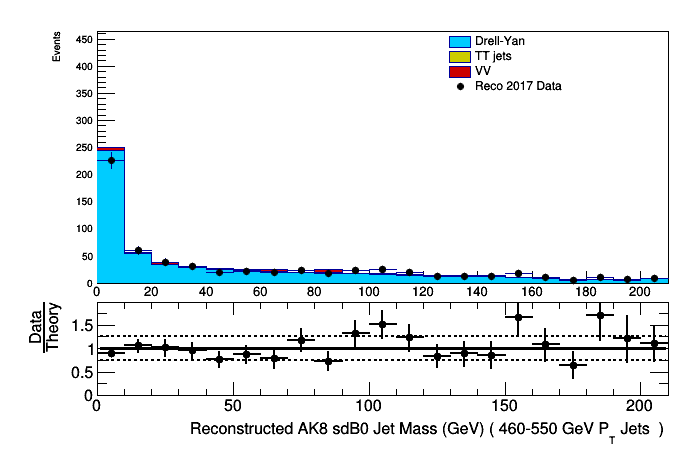 Events
450
400
350
300
250
200
150
100
50
0
Drell-Yan
TT jets
VV
Reco 2017 Data
0 20 40 60 80 100 120 140 160 180 200
Data
Theory
1.5
1
0.5
0
0 50 100 150 200
Reconstructed AK8 sdB0 Jet Mass (GeV) ( 460-550 GeV P_T Jets )